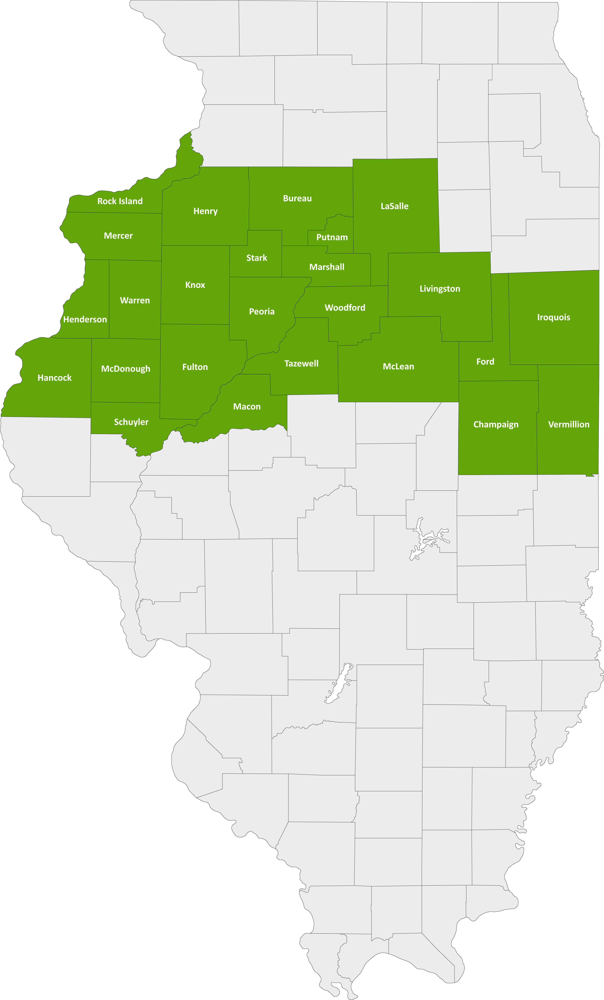 Rock Island
Henry
Bureau
LaSalle
Mercer
Putnam
Stark
Marshall
Knox
Livingston
Warren
Woodford
Peoria
Henderson
Iroquois
Ford
Tazewell
McLean
Fulton
McDonough
Hancock
Macon
Schuyler
Champaign
Vermillion